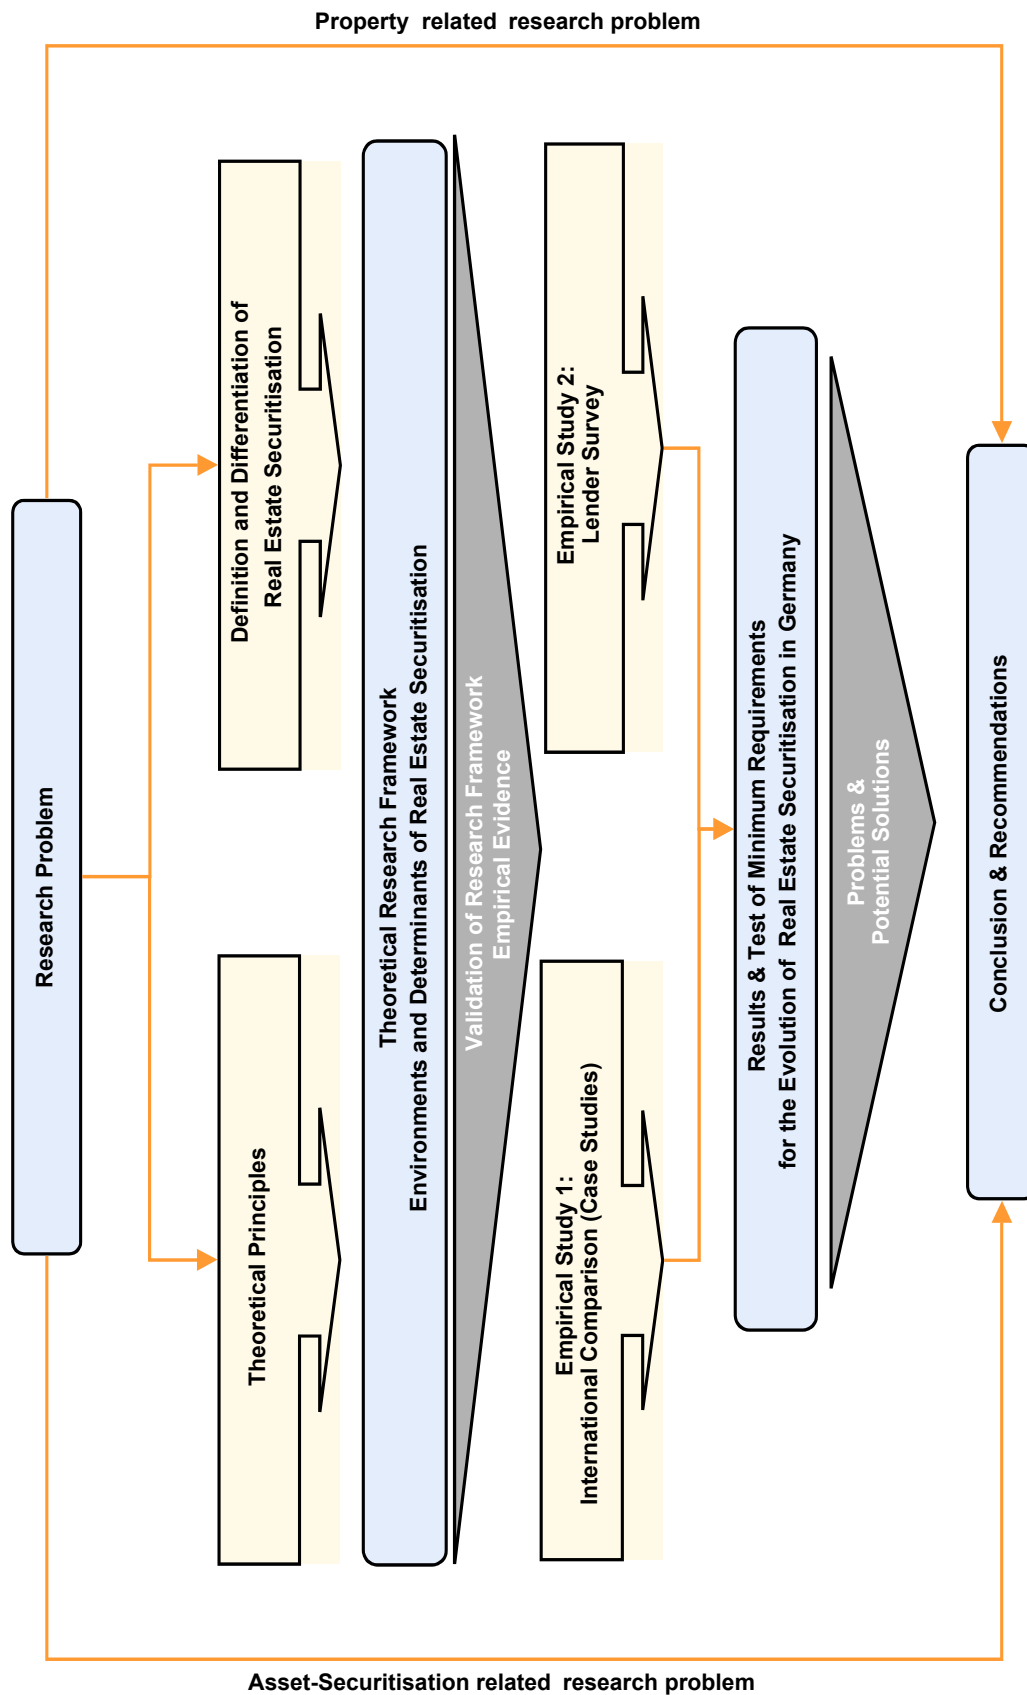 Property related research problem
Research Problem
Definition and Differentiation of
Real Estate Securitisation
Theoretical Principles
Theoretical Research Framework
Environments and Determinants of Real Estate Securitisation
Validation of Research Framework
Empirical Evidence
Empirical Study 2:
Lender Survey
Empirical Study 1:
International Comparison (Case Studies)
Results & Test of Minimum Requirements
for the Evolution of Real Estate Securitisation in Germany
Problems &
Potential Solutions
Conclusion & Recommendations
Asset-Securitisation related research problem